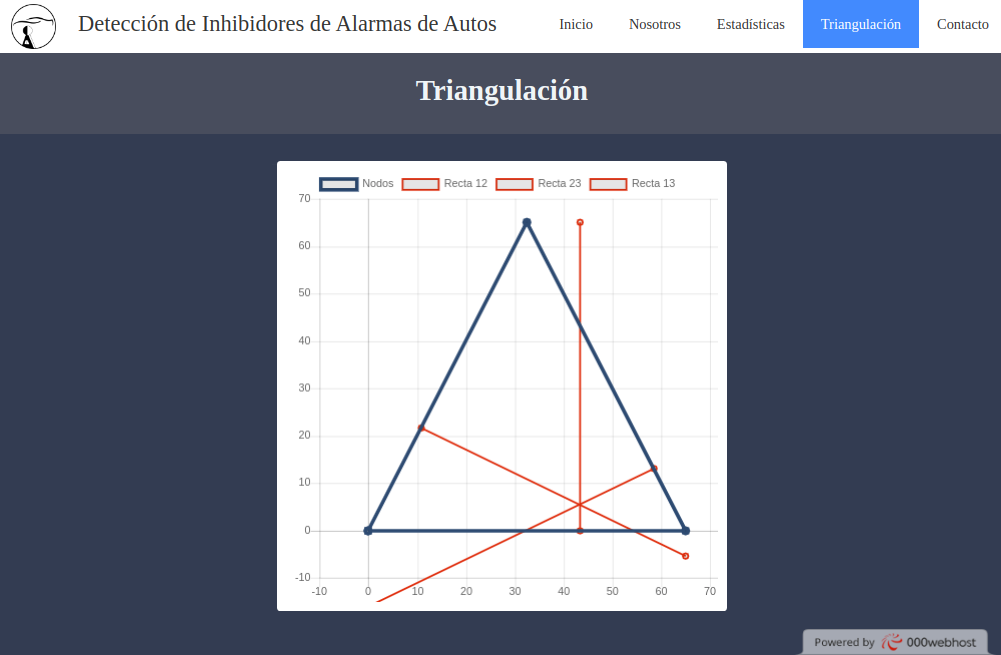 Detección de Inhibidores de Alarmas de Autos Inicio Nosotros Estadísticas Triangulación Contacto
Triangulación
Nodos Recta 12 Recta 23 Recta 13
70
60
50
40
30
20
10
0
-10
-10 0 10 20 30 40 50 60 70
Powered by 000webhost